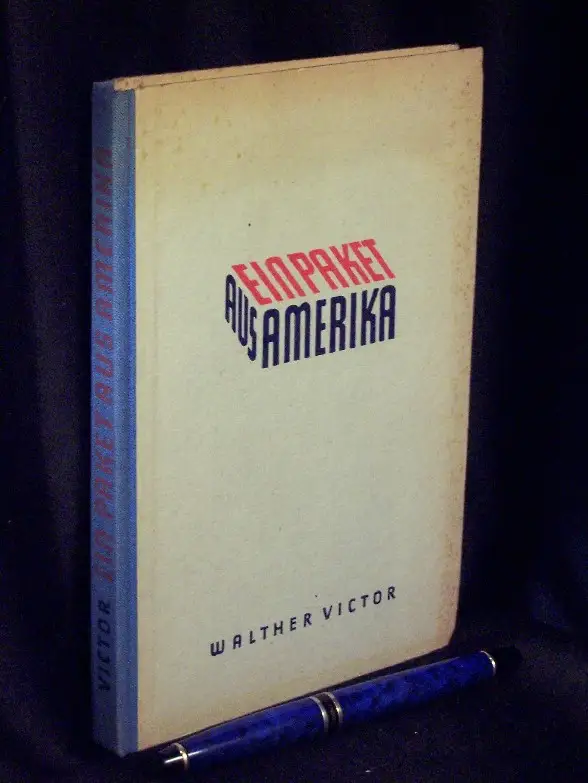 EIN PAKET
AUS AMERIKA
WALTHER VICTOR
VICTOR EIN PAKET AUS AMERIKA